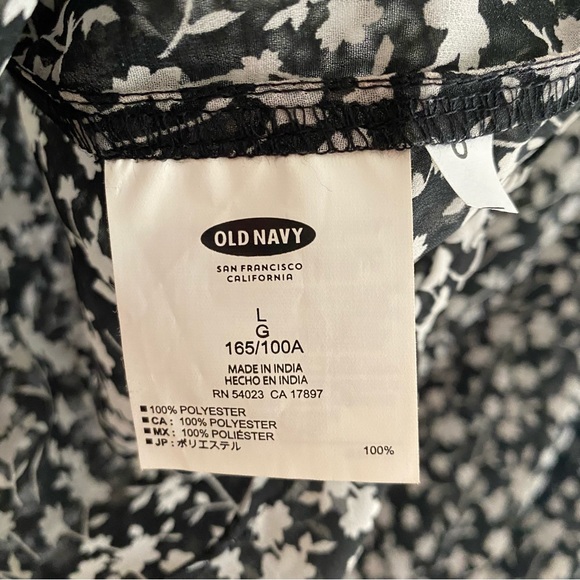 OLD NAVY
SAN FRANCISCO
CALIFORNIA
L
G
165/100A
MADE IN INDIA
HECHO EN INDIA
RN 54023 CA 17897
■100% POLYESTER
■CA: 100% POLYESTER
■MX: 100% POLIÉSTER
■JP: ポリエステル 100%